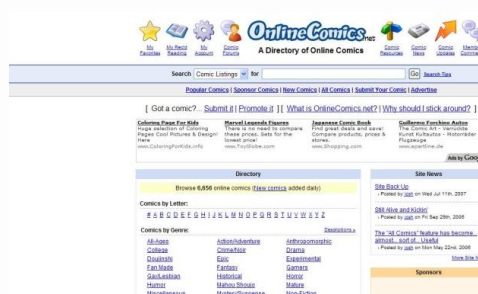 My Favorites
My Recent Reading
My Account
Comic Forums
OnlineComics.net
A Directory of Online Comics
Comic Resources
Comic News
Comic Updates
Search Comic Listings for
Go Search Tips
Popular Comics | Sponsor Comics | New Comics | All Comics | Submit Your Comic | Advertise
[ Got a comic?... Submit it | Promote it ] [ What is OnlineComics.net? | Why should I stick around? ]
Coloring Page For Kids
Huge selection of Coloring
Pages Cool Pictures & Design!
Here
www.ColoringForKids.info
Marvel Legends Figures
There is no need to compare
these prices. Sets for the
lowest price!
www.ToyGlobe.com
Japanese Comic Book
Find great deals and save!
Compare products, prices &
stores.
www.Shopping.com
Guillermo Forchino Autos
The Comic Art - Verrückte
Kunst Kultautos - Motorräder
Flugzeuge
www.apertline.de
Ads by Goo
Directory
Browse 6,656 online comics (New comics added daily)
Comics by Letter:
# A B C D E F G H I J K L M N O P Q R S T U V W X Y Z
Comics by Genre:
Descriptions »
All-Ages
Action/Adventure
Anthropomorphic
College
Crime/Noir
Drama
Doujinshi
Epic
Experimental
Fan Made
Fantasy
Gamers
Gay/Lesbian
Historical
Horror
Humor
Mahou Shoujo
Mature
Miscellaneous
Mystery/Suspense
Non-Fiction
Site News
Site Back Up
- Posted by josh on Wed Jul 11th, 2007
Still Alive and Kickin'
- Posted by josh on Fri Sep 29th, 2006
The "All Comics" feature has become...
almost... sort of... Useful
- Posted by josh on Mon May 22nd, 2006
More Site
Sponsors